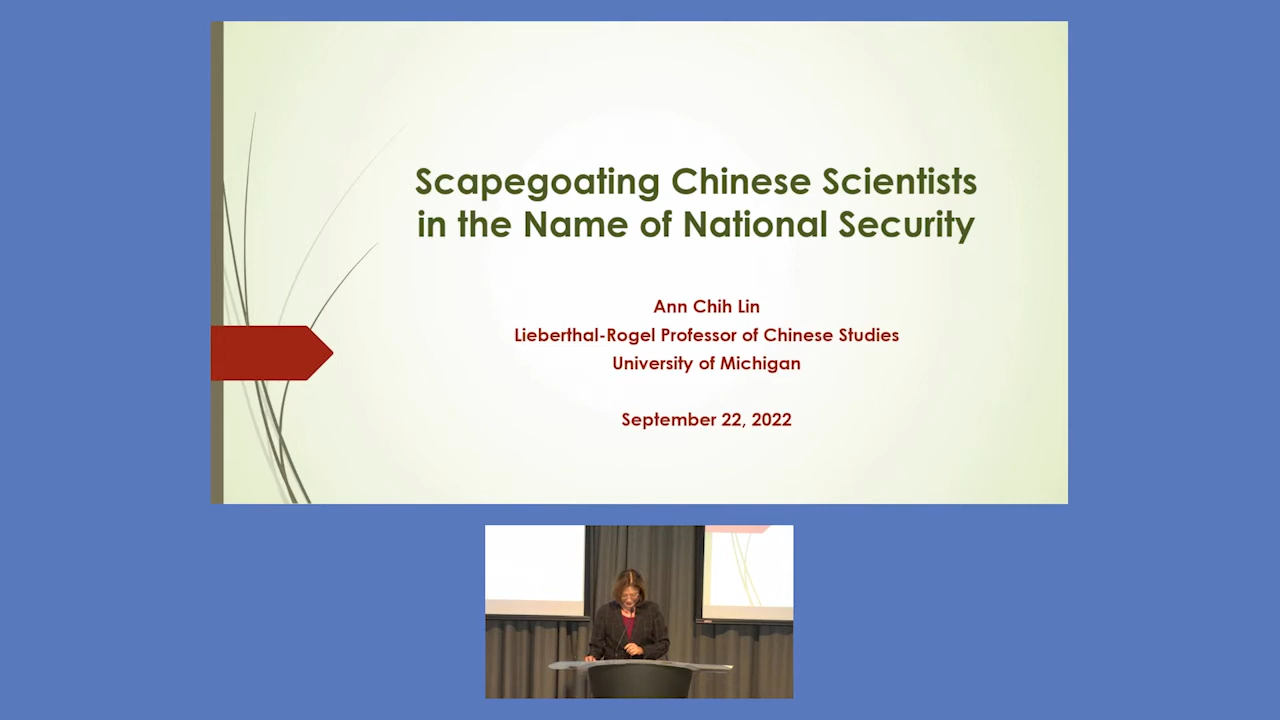 Scapegoating Chinese Scientists
in the Name of National Security
Ann Chih Lin
Lieberthal-Rogel Professor of Chinese Studies
University of Michigan
September 22, 2022